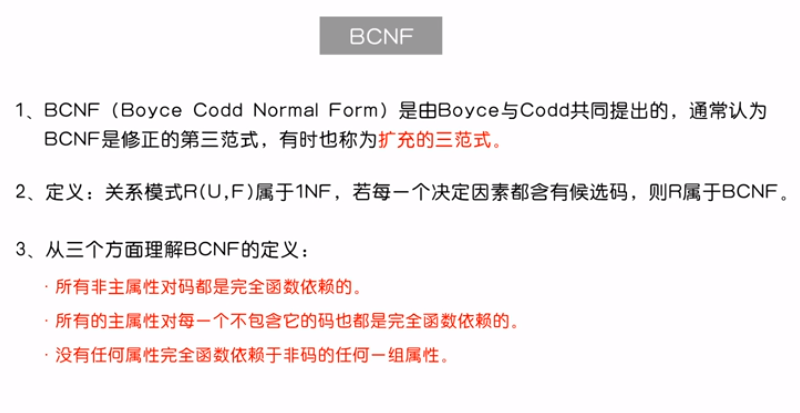 BCNF
1、BCNF（Boyce Codd Normal Form）是由Boyce与Codd共同提出的，通常认为
BCNF是修正的第三范式，有时也称为扩充的三范式。
2、定义：关系模式R(U,F)属于1NF，若每一个决定因素都含有候选码，则R属于BCNF。
3、从三个方面理解BCNF的定义：
·所有非主属性对码都是完全函数依赖的。
·所有的主属性对每一个不包含它的码也都是完全函数依赖的。
·没有任何属性完全函数依赖于非码的任何一组属性。